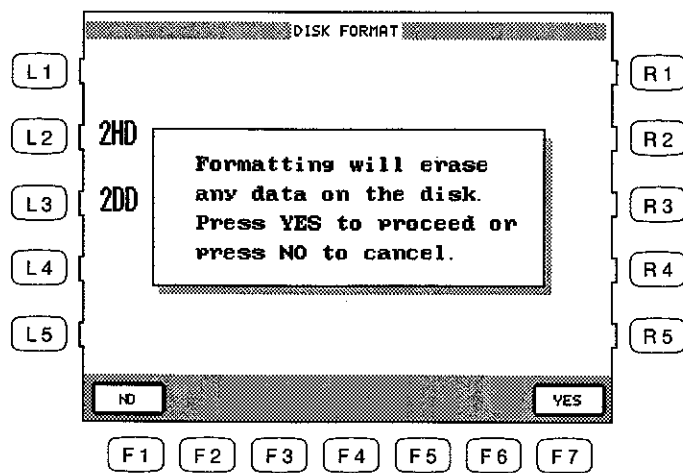 DISK FORMAT
L1
R1
L2
2HD
R2
Formatting will erase
any data on the disk.
L3
2DD
R3
Press YES to proceed or
press NO to cancel.
L4
R4
L5
R5
NO
YES
F1 F2 F3 F4 F5 F6 F7